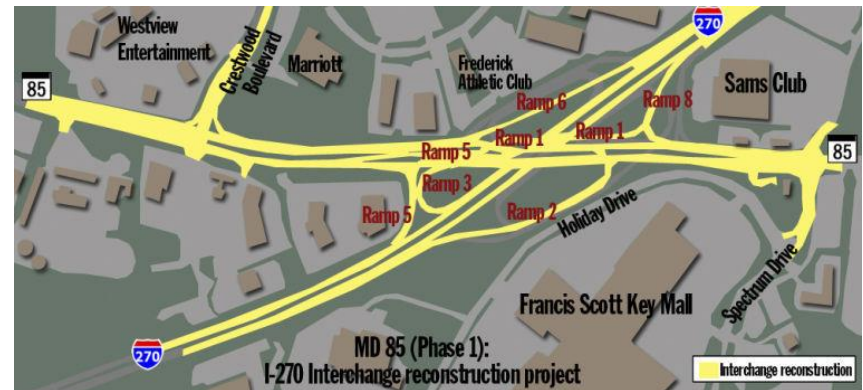 270
Westview
Entertainment
Crestwood
Boulevard
Marriott
Frederick
Athletic Club
Sams Club
85
Ramp 6
Ramp 8
Ramp 1
Ramp 1
Ramp 5
85
Ramp 3
Ramp 5
Ramp 2
Holiday Drive
Spectrum Drive
Francis Scott Key Mall
270
MD 85 (Phase 1):
I-270 Interchange reconstruction project
Interchange reconstruction